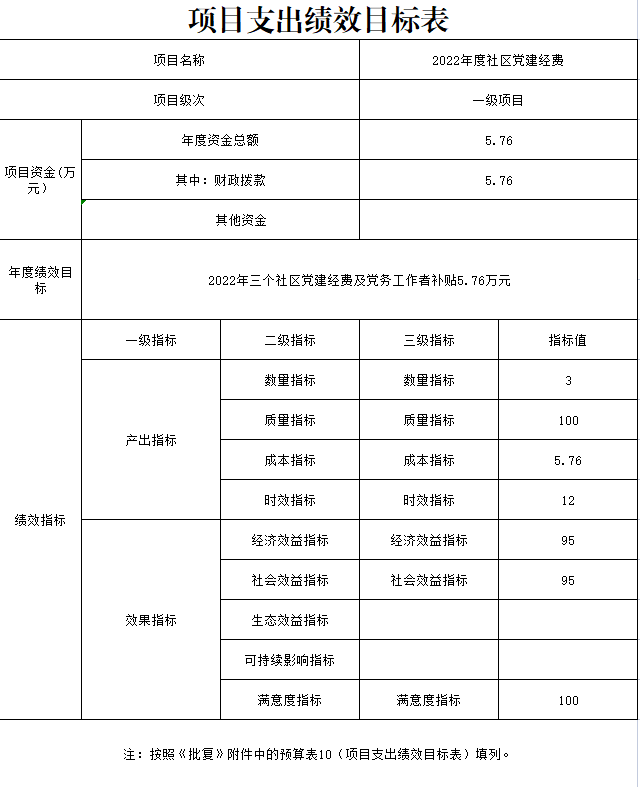 项目支出绩效目标表
项目名称 2022年度社区党建经费
项目级次 一级项目
项目资金(万元) 年度资金总额 5.76
其中: 财政拨款 5.76
其他资金
年度绩效目标 2022年三个社区党建经费及党务工作者补贴5.76万元
绩效指标 一级指标 二级指标 三级指标 指标值
产出指标 数量指标 数量指标 3
质量指标 质量指标 100
成本指标 成本指标 5.76
时效指标 时效指标 12
效果指标 经济效益指标 经济效益指标 95
社会效益指标 社会效益指标 95
生态效益指标
可持续影响指标
满意度指标 满意度指标 100
注: 按照《批复》附件中的预算表10（项目支出绩效目标表）填列。